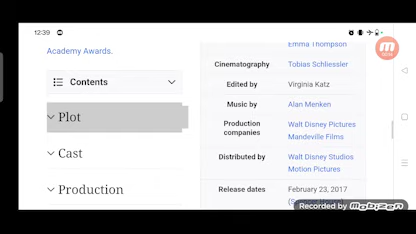 12:39
Academy Awards.
Contents
Plot
Cast
Production
Emma Thompson
Cinematography Tobias Schliessler
Edited by Virginia Katz
Music by Alan Menken
Production companies Walt Disney Pictures
Mandeville Films
Distributed by Walt Disney Studios
Motion Pictures
Release dates February 23, 2017
Recorded by Mobizen